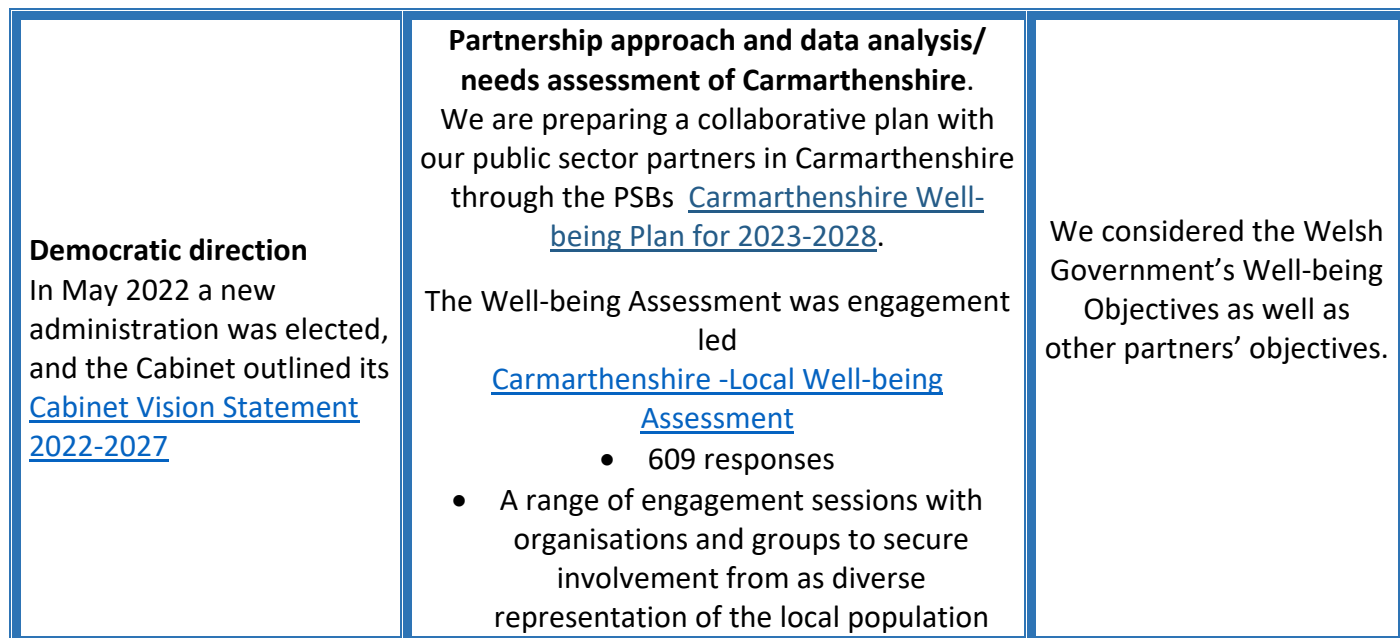 Democratic direction
In May 2022 a new
administration was elected,
and the Cabinet outlined its
Cabinet Vision Statement
2022-2027
Partnership approach and data analysis/
needs assessment of Carmarthenshire.
We are preparing a collaborative plan with
our public sector partners in Carmarthenshire
through the PSBs Carmarthenshire Well-
being Plan for 2023-2028.
The Well-being Assessment was engagement
led
Carmarthenshire -Local Well-being
Assessment
• 609 responses
• A range of engagement sessions with
organisations and groups to secure
involvement from as diverse
representation of the local population
We considered the Welsh
Government’s Well-being
Objectives as well as
other partners’ objectives.